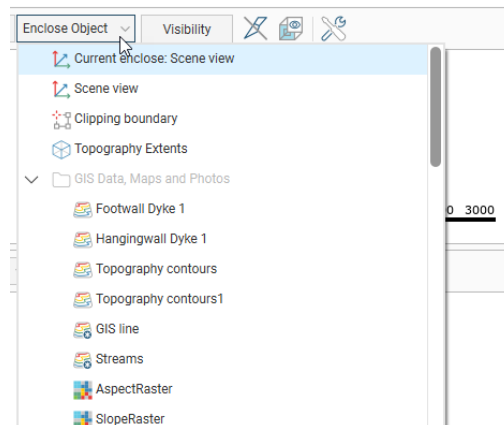 Enclose Object Visibility
Current enclose: Scene view
Scene view
Clipping boundary
Topography Extents
GIS Data, Maps and Photos
Footwall Dyke 1
0 3000
Hangingwall Dyke 1
Topography contours
Topography contours1
GIS line
Streams
AspectRaster
SlopeRaster